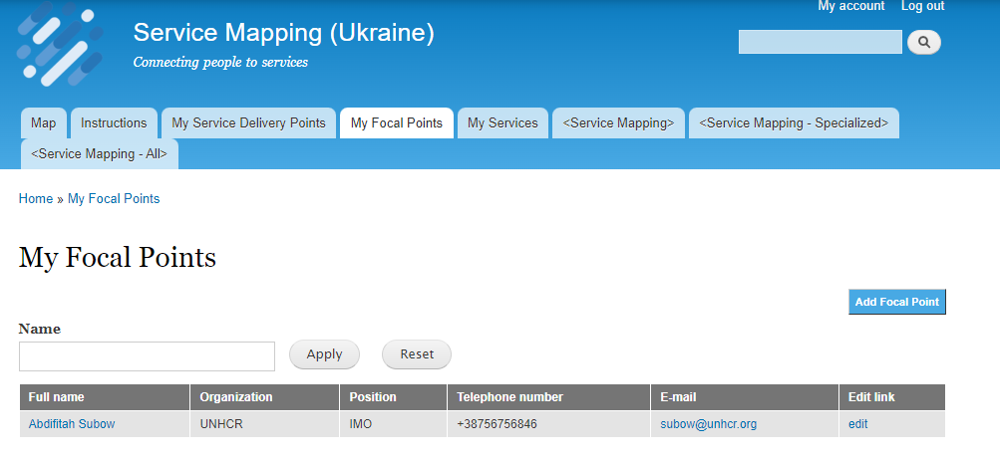 My account Log out
Service Mapping (Ukraine)
Connecting people to services
Map Instructions My Service Delivery Points My Focal Points My Services <Service Mapping> <Service Mapping - Specialized>
<Service Mapping - All>
Home » My Focal Points
My Focal Points
Add Focal Point
Name
Apply Reset
Full name Organization Position Telephone number E-mail Edit link
Abdifitah Subow UNHCR IMO +38756756846 subow@unhcr.org edit